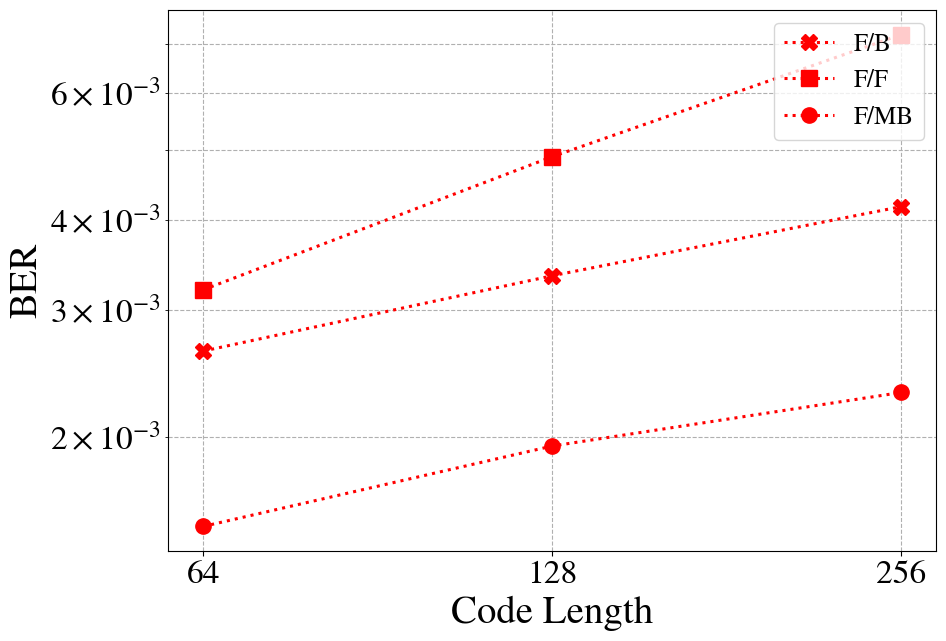 BER
6×10⁻³
4×10⁻³
3×10⁻³
2×10⁻³
64
128
256
Code Length
F/B
F/F
F/MB